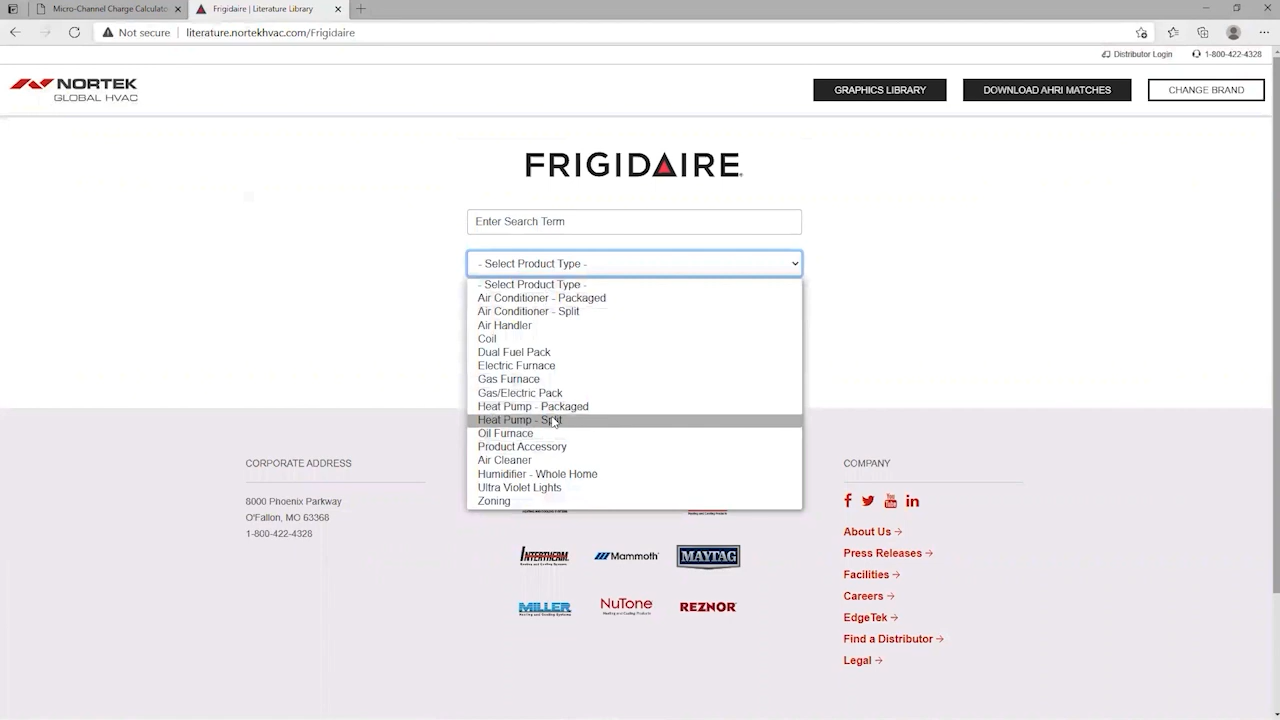 Micro-Channel Charge Calculator
Frigidaire | Literature Library
Not secure
literature.nortekhvac.com/Frigidaire
Distributor Login
1-800-422-4328
NORTEK
GLOBAL HVAC
GRAPHICS LIBRARY
DOWNLOAD AHRI MATCHES
CHANGE BRAND
FRIGIDAIRE
Enter Search Term
- Select Product Type -
- Select Product Type -
Air Conditioner - Packaged
Air Conditioner - Split
Air Handler
Coil
Dual Fuel Pack
Electric Furnace
Gas Furnace
Gas/Electric Pack
Heat Pump - Packaged
Heat Pump - Split
Oil Furnace
Product Accessory
Air Cleaner
Humidifier - Whole Home
Ultra Violet Lights
Zoning
CORPORATE ADDRESS
8000 Phoenix Parkway
O'Fallon, MO 63368
1-800-422-4328
INTERTHERM
Mammoth
MAYTAG
MILLER
NuTone
REZNOR
COMPANY
You Tube
About Us
Press Releases
Facilities
Careers
EdgeTek
Find a Distributor
Legal